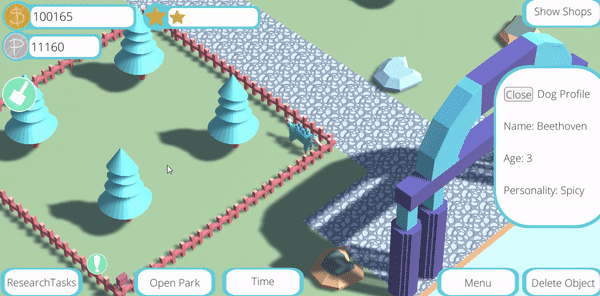 100165
11160
Show Shops
Close Dog Profile
Name: Beethoven
Age: 3
Personality: Spicy
ResearchTasks
Open Park
Time
Menu
Delete Object